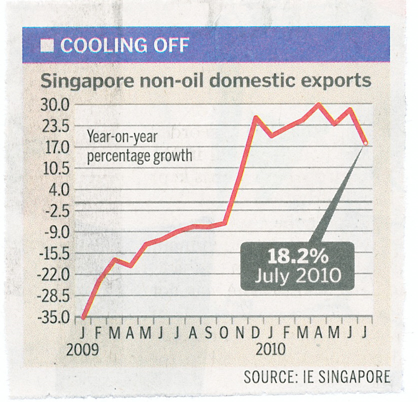 COOLING OFF
Singapore non-oil domestic exports
Year-on-year
percentage growth
30.0
23.5
17.0
10.5
4.0
-2.5
-9.0
-15.5
-22.0
-28.5
-35.0
18.2%
July 2010
J F M A M J J A S O N D J F M A M J J
2009 2010
SOURCE: IE SINGAPORE